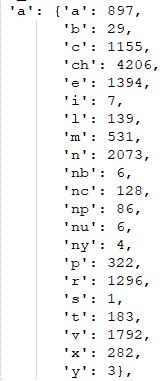 'a': {'a': 897,
'b': 29,
'c': 1155,
'ch': 4206,
'e': 1394,
'i': 7,
'l': 139,
'm': 531,
'n': 2073,
'nb': 6,
'nc': 128,
'np': 86,
'nu': 6,
'ny': 4,
'p': 322,
'r': 1296,
's': 1,
't': 183,
'v': 1792,
'x': 282,
'y': 3},